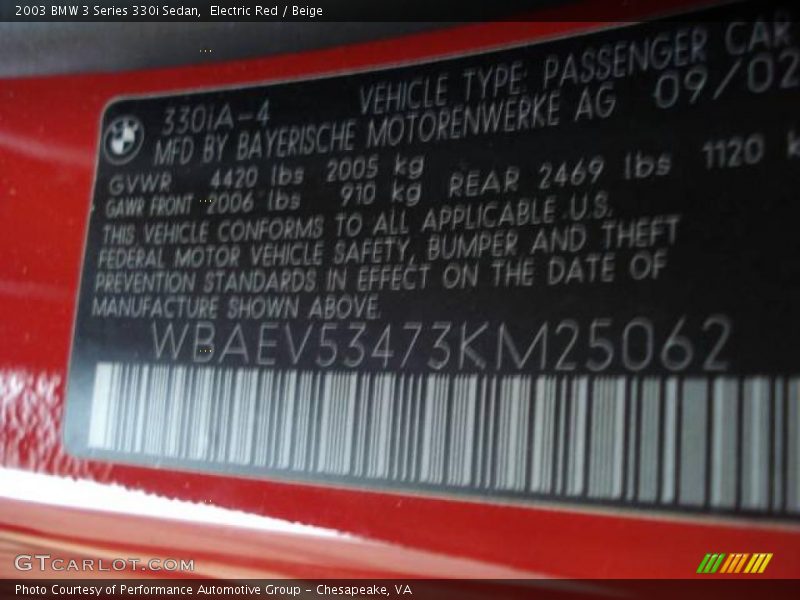 2003 BMW 3 Series 330i Sedan, Electric Red / Beige
VEHICLE TYPE: PASSENGER CAR
330iA-4
09/02
MFD BY BAYERISCHE MOTORENWERKE AG
GVWR 4420 lbs 2005 kg
GAWR FRONT 2006 lbs 910 kg REAR 2469 lbs 1120 k
THIS VEHICLE CONFORMS TO ALL APPLICABLE U.S.
FEDERAL MOTOR VEHICLE SAFETY, BUMPER AND THEFT
PREVENTION STANDARDS IN EFFECT ON THE DATE OF
MANUFACTURE SHOWN ABOVE.
WBAEV53473KM25062
GTCARLOT.COM
Photo Courtesy of Performance Automotive Group - Chesapeake, VA